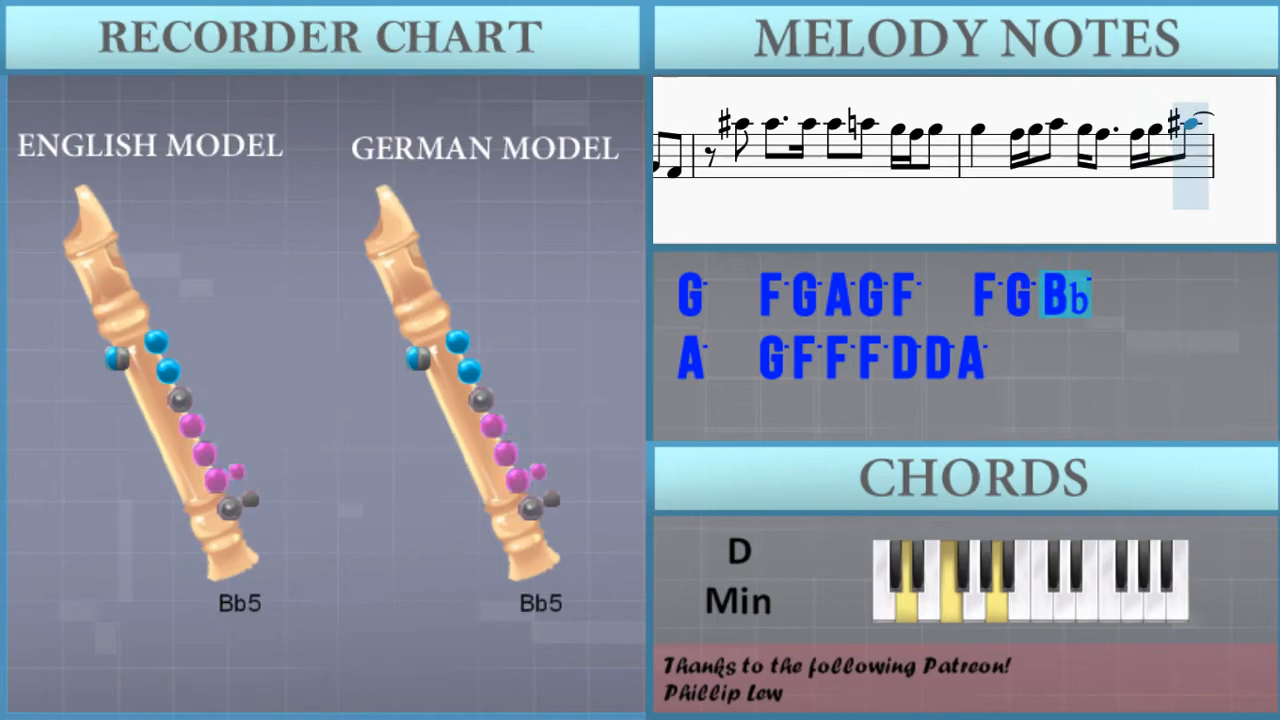 RECORDER CHART
ENGLISH MODEL
GERMAN MODEL
Bb5
Bb5
MELODY NOTES
G- F-G-A-G-F- F-G-Bb-
A- G-F-F-F-D-D-A-
CHORDS
D
Min
Thanks to the following Patreon!
Phillip Lew